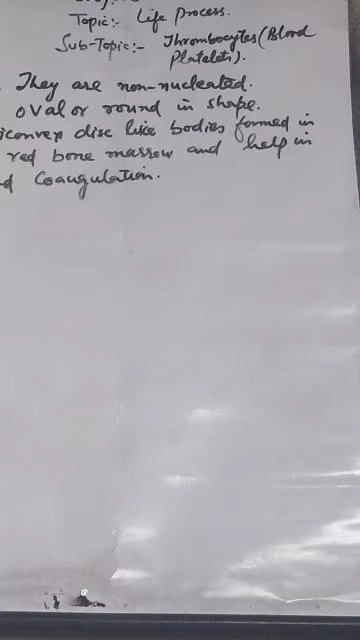 Topic:- Life Process.
Sub-Topic:- Thrombocytes (Blood
Platelets).
They are non-nucleated.
oval or round in shape.
iconvex disc like bodies formed in
red bone marrow and help in
d Coagulation.